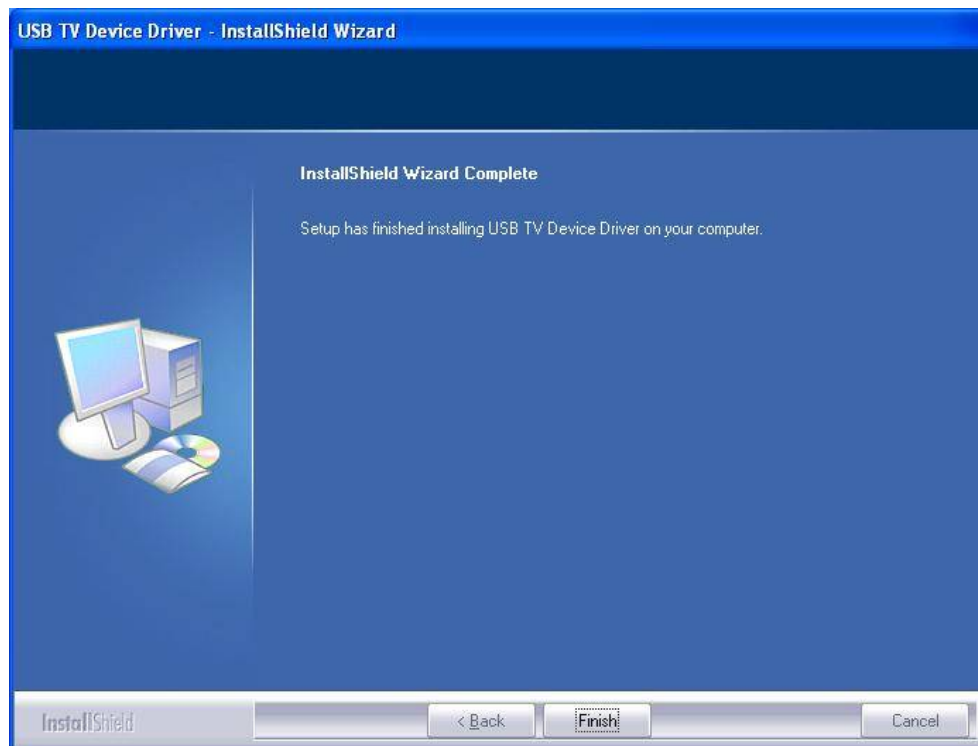 USB TV Device Driver - InstallShield Wizard
InstallShield Wizard Complete
Setup has finished installing USB TV Device Driver on your computer.
InstallShield
< Back
Finish
Cancel